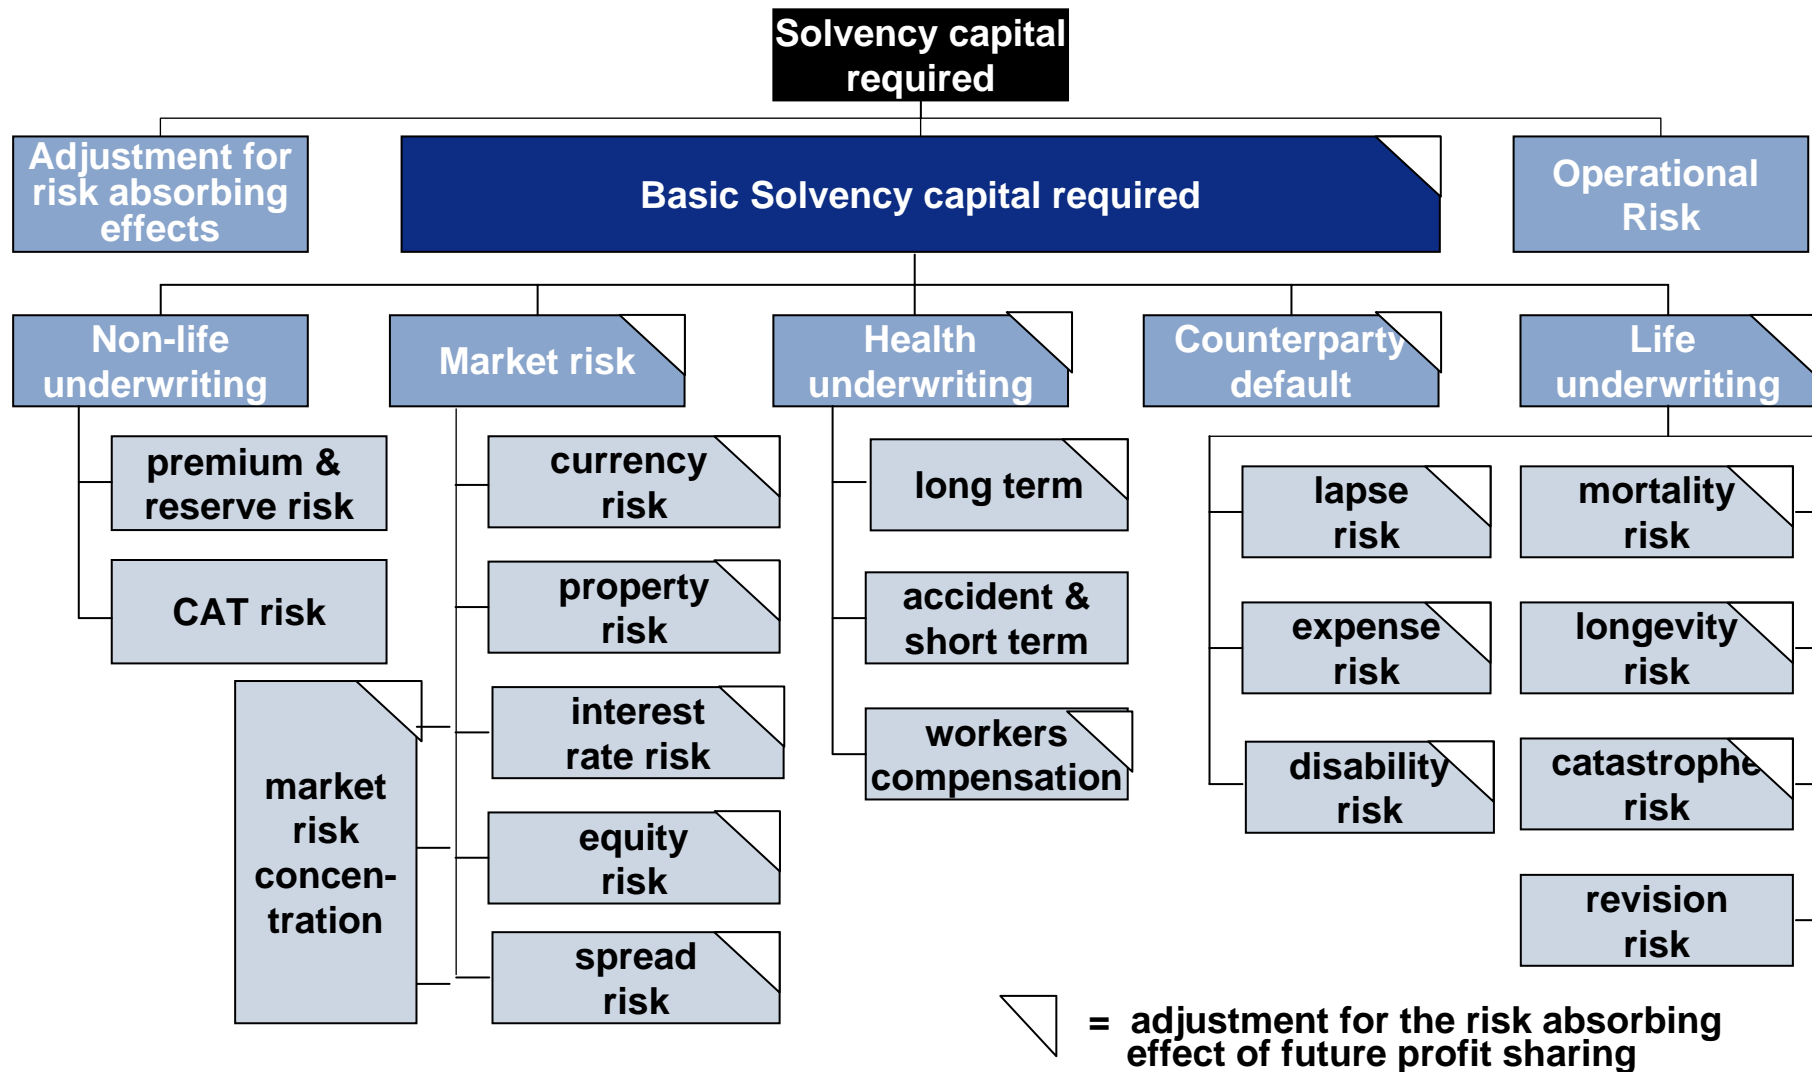 Solvency capital
required
Adjustment for
risk absorbing
effects
Basic Solvency capital required
Operational
Risk
Non-life
underwriting
Market risk
Health
underwriting
Counterparty
default
Life
underwriting
premium &
reserve risk
CAT risk
market
risk
concen-
tration
currency
risk
property
risk
interest
rate risk
equity
risk
spread
risk
long term
accident &
short term
workers
compensation
lapse
risk
expense
risk
disability
risk
mortality
risk
longevity
risk
catastrophe
risk
revision
risk
= adjustment for the risk absorbing
effect of future profit sharing